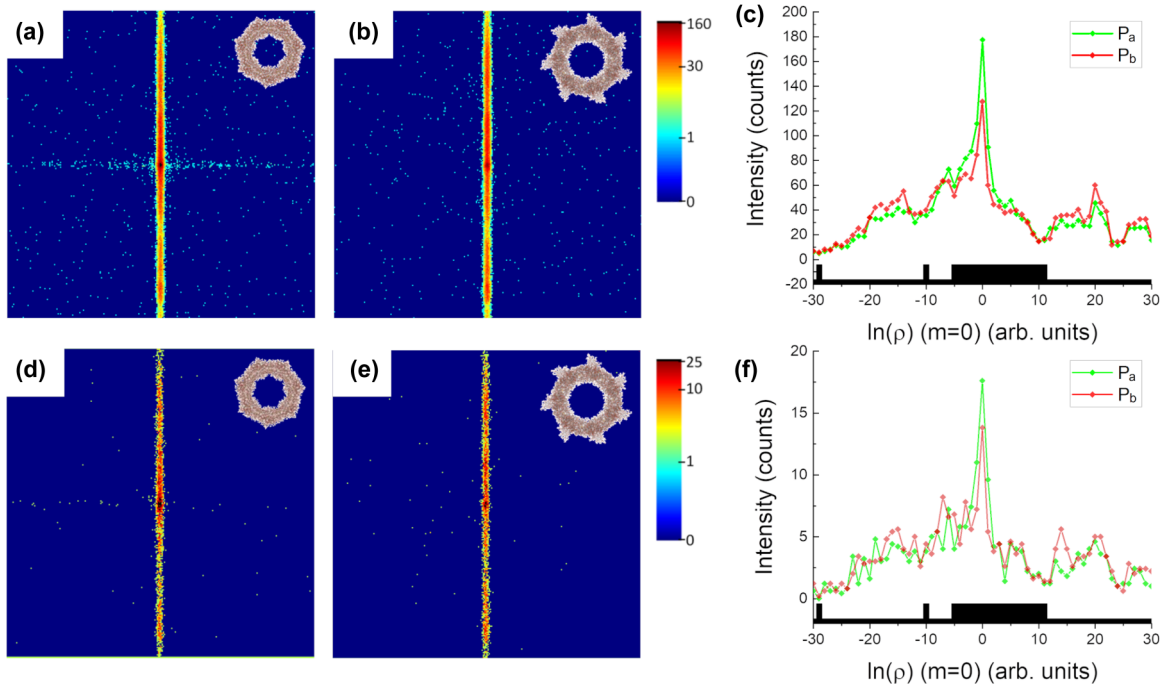 (a)
(b)
160
30
1
0
(c)
200
180
160
140
120
100
80
60
40
20
0
-20
Intensity (counts)
Pa
Pb
-30 -20 -10 0 10 20 30
ln(ρ) (m=0) (arb. units)
(d)
(e)
25
10
1
0
(f)
20
15
10
5
0
Intensity (counts)
Pa
Pb
-30 -20 -10 0 10 20 30
ln(ρ) (m=0) (arb. units)